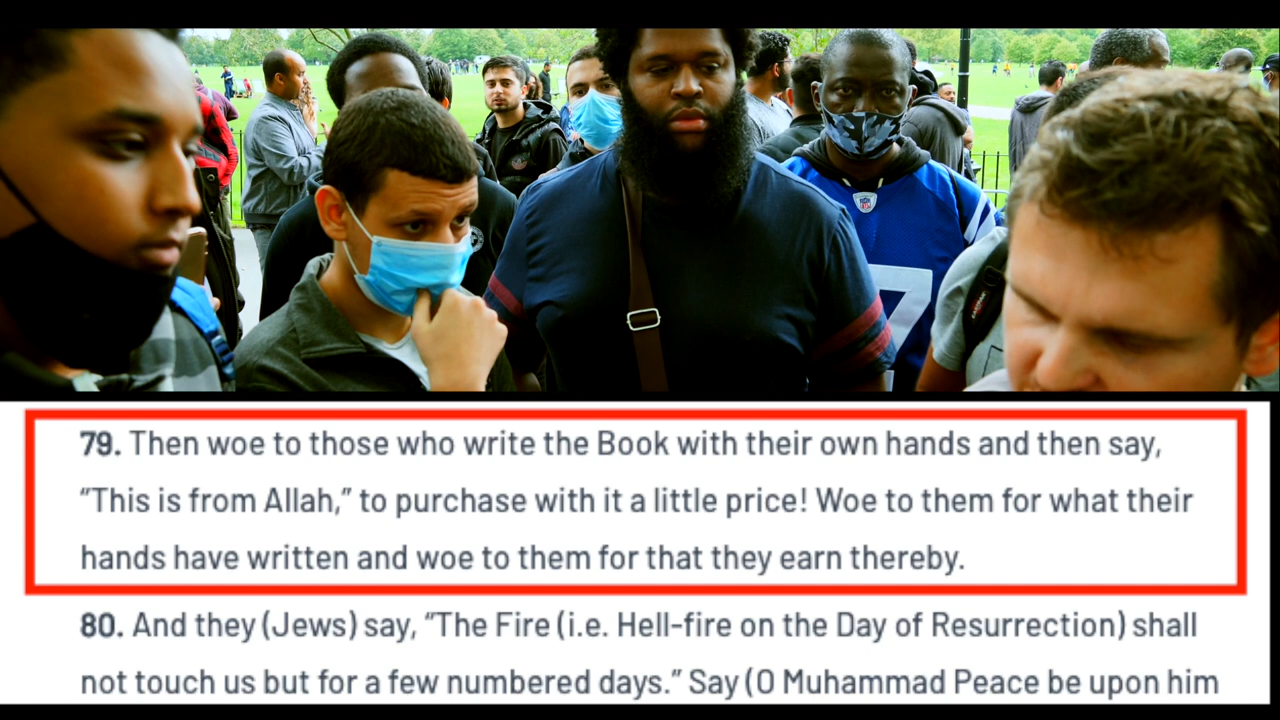 79. Then woe to those who write the Book with their own hands and then say,
“This is from Allah,” to purchase with it a little price! Woe to them for what their
hands have written and woe to them for that they earn thereby.
80. And they (Jews) say, “The Fire (i.e. Hell-fire on the Day of Resurrection) shall
not touch us but for a few numbered days.” Say (O Muhammad Peace be upon him